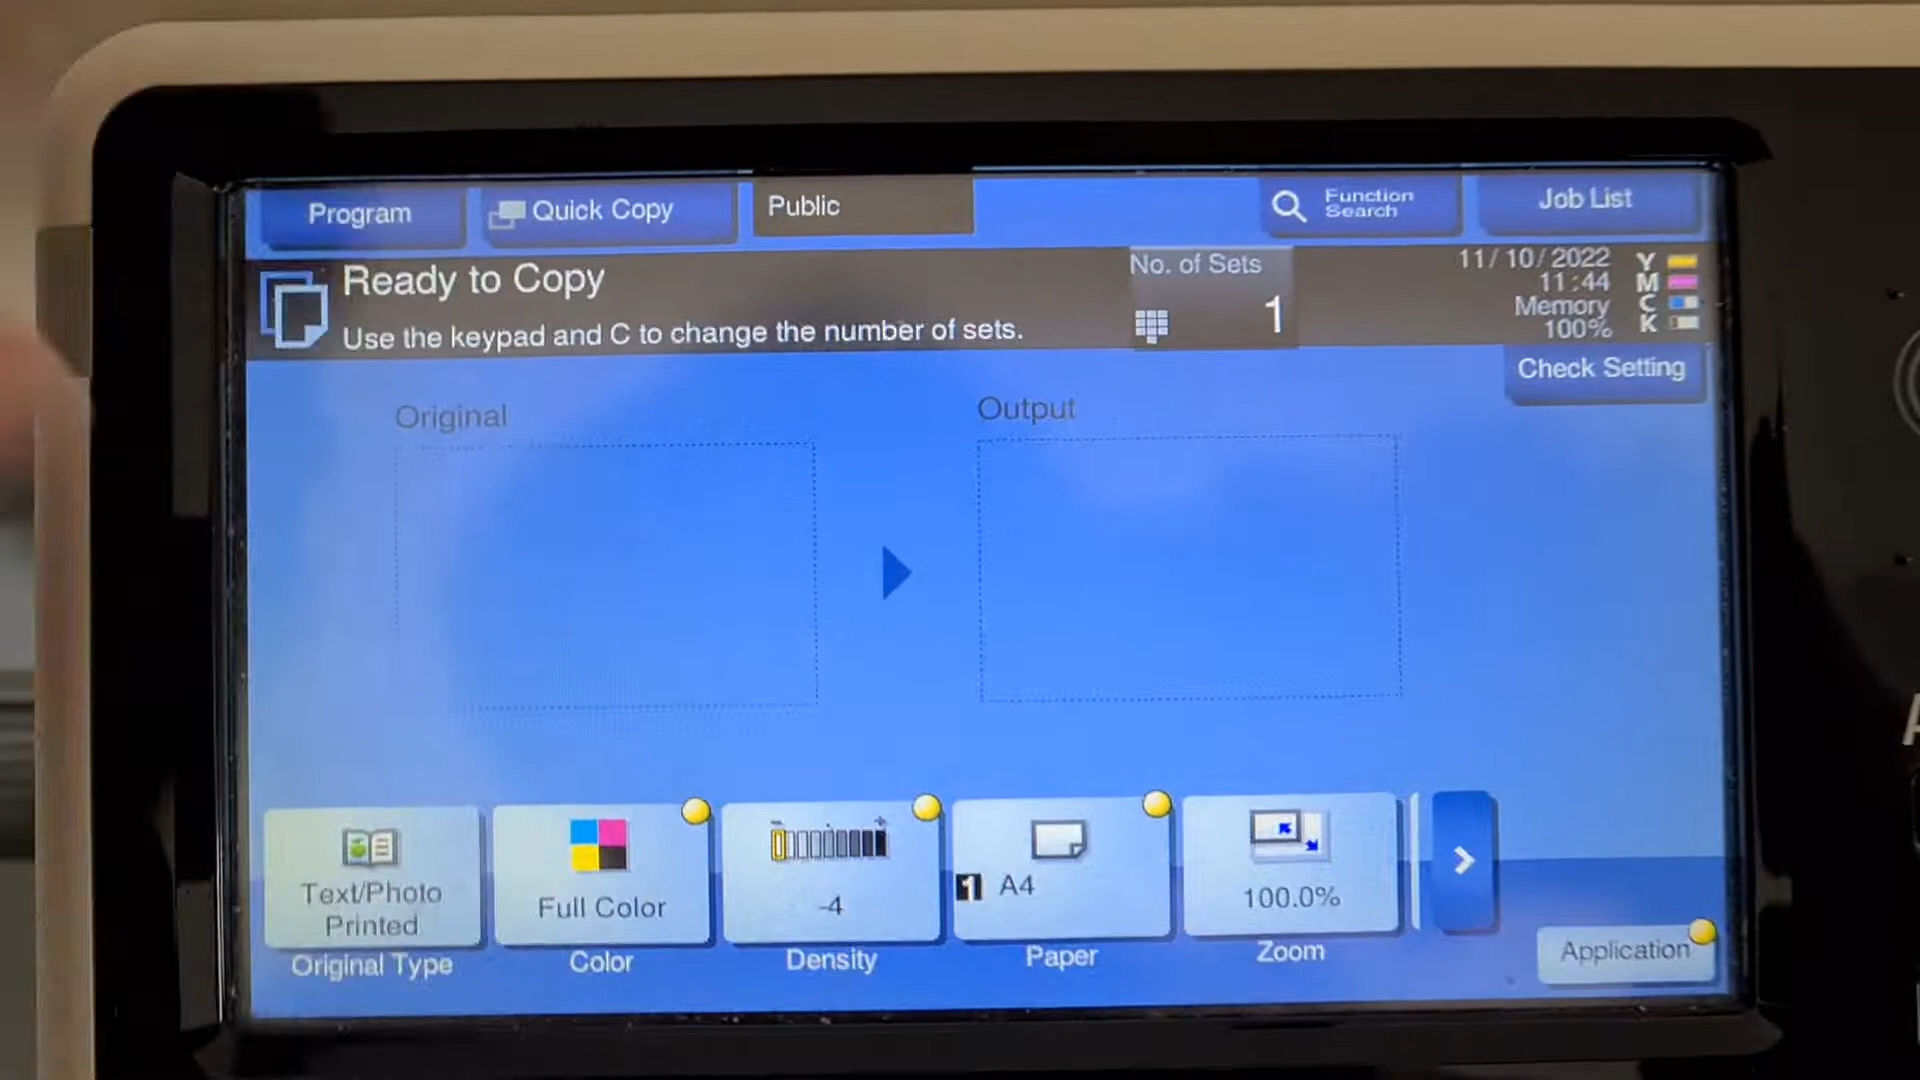 Program
Quick Copy
Public
Function
Search
Job List
Ready to Copy
Use the keypad and C to change the number of sets.
No. of Sets
1
11/10/2022
11:44
Memory
100%
Y
M
C
K
Check Setting
Original
Output
Text/Photo
Printed
Original Type
Full Color
Color
- +
-4
Density
1 A4
Paper
100.0%
Zoom
Application
A